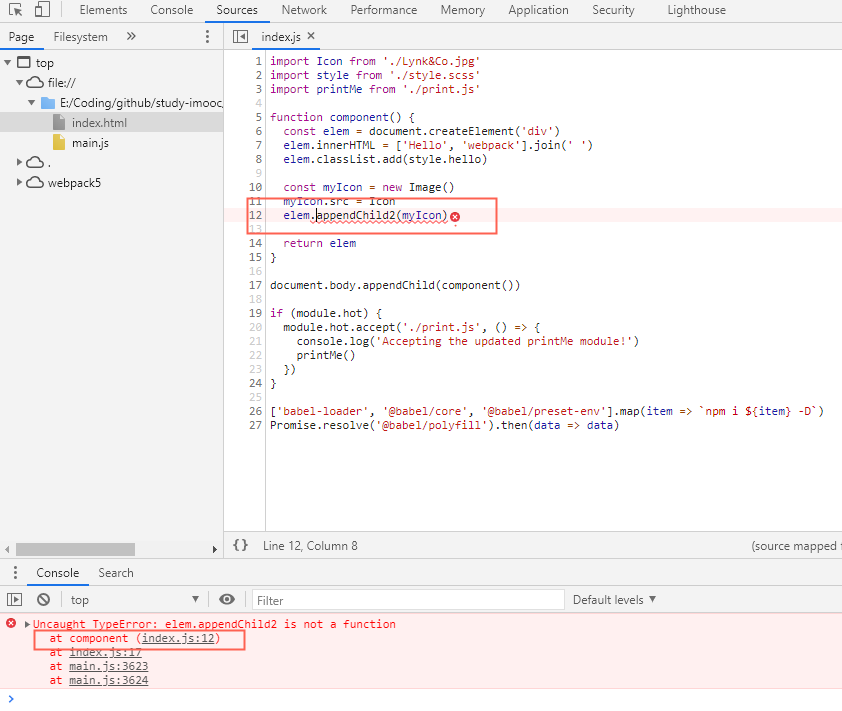 Elements Console Sources Network Performance Memory Application Security Lighthouse
Page Filesystem » index.js ×
top
file://
E:/Coding/github/study-imooc,
index.html
main.js
.
webpack5
1 import Icon from './Lynk&Co.jpg'
2 import style from './style.scss'
3 import printMe from './print.js'
4
5 function component() {
6 const elem = document.createElement('div')
7 elem.innerHTML = ['Hello', 'webpack'].join(' ')
8 elem.classList.add(style.hello)
9
10 const myIcon = new Image()
11 myIcon.src = Icon
12 elem.appendChild2(myIcon)
13
14 return elem
15 }
16
17 document.body.appendChild(component())
18
19 if (module.hot) {
20 module.hot.accept('./print.js', () => {
21 console.log('Accepting the updated printMe module!')
22 printMe()
23 })
24 }
25
26 ['babel-loader', '@babel/core', '@babel/preset-env'].map(item => `npm i ${item} -D`)
27 Promise.resolve('@babel/polyfill').then(data => data)
{} Line 12, Column 8 (source mapped
Console Search
top Filter Default levels
Uncaught TypeError: elem.appendChild2 is not a function
at component (index.js:12)
at index.js:17
at main.js:3623
at main.js:3624